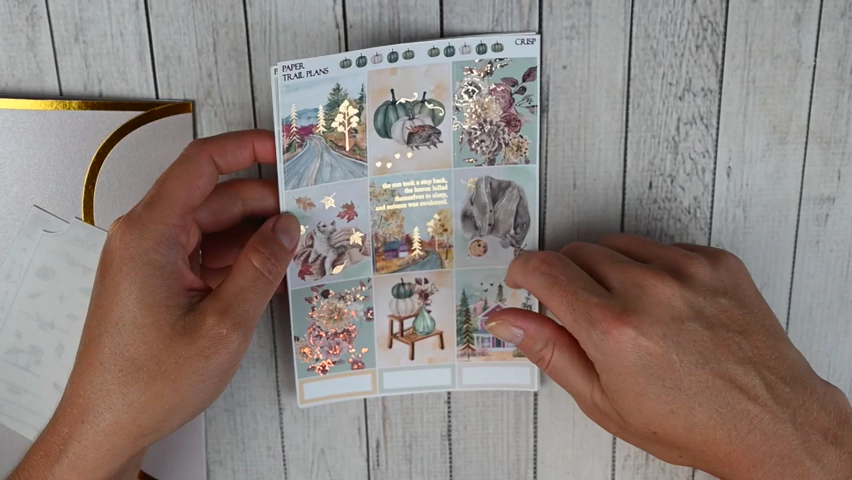 PAPER
TRAIL PLANS
CRISP
the sun took a step back,
the leaves lulled
themselves to sleep,
and autumn was awakened.